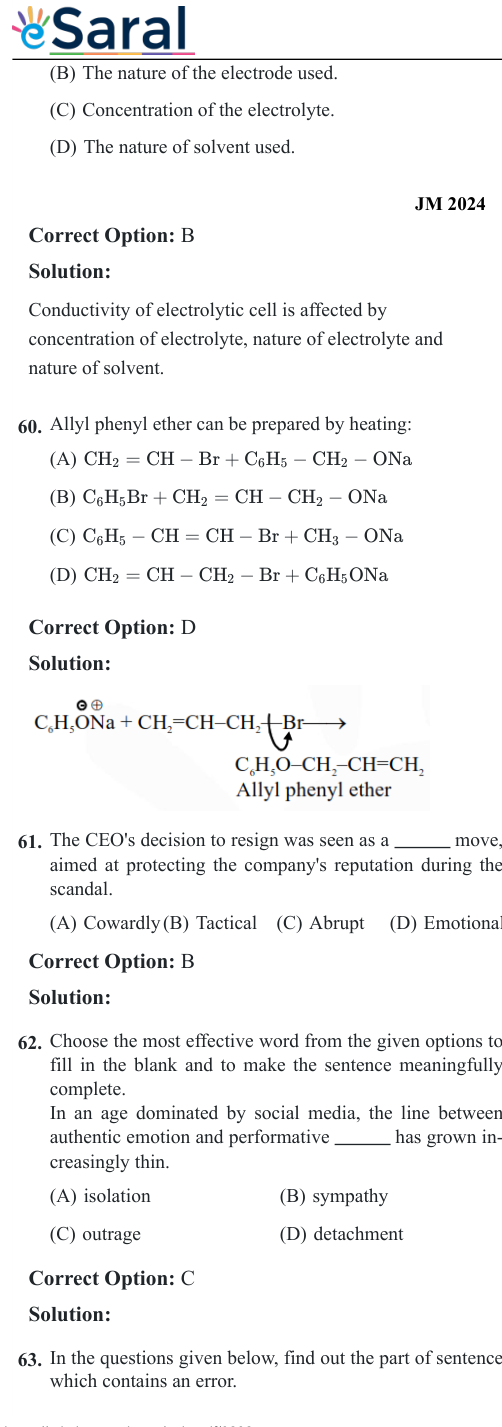 eSaral
(B) The nature of the electrode used.
(C) Concentration of the electrolyte.
(D) The nature of solvent used.
JM 2024
Correct Option: B
Solution:
Conductivity of electrolytic cell is affected by
concentration of electrolyte, nature of electrolyte and
nature of solvent.
60. Allyl phenyl ether can be prepared by heating:
(A) CH₂ = CH − Br + C₆H₅ − CH₂ − ONa
(B) C₆H₅Br + CH₂ = CH − CH₂ − ONa
(C) C₆H₅ − CH = CH − Br + CH₃ − ONa
(D) CH₂ = CH − CH₂ − Br + C₆H₅ONa
Correct Option: D
Solution:
⊖ ⊕
C₆H₅ONa + CH₂=CH–CH₂–Br⟶
C₆H₅O–CH₂–CH=CH₂
Allyl phenyl ether
61. The CEO's decision to resign was seen as a ______ move,
aimed at protecting the company's reputation during the
scandal.
(A) Cowardly (B) Tactical (C) Abrupt (D) Emotional
Correct Option: B
Solution:
62. Choose the most effective word from the given options to
fill in the blank and to make the sentence meaningfully
complete.
In an age dominated by social media, the line between
authentic emotion and performative ______ has grown in-
creasingly thin.
(A) isolation (B) sympathy
(C) outrage (D) detachment
Correct Option: C
Solution:
63. In the questions given below, find out the part of sentence
which contains an error.